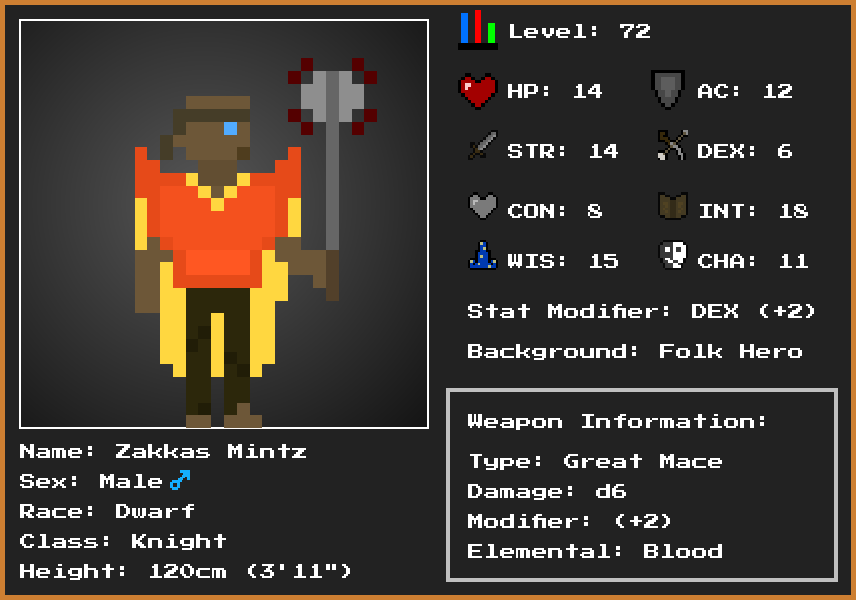 Level: 72
HP: 14
AC: 12
STR: 14
DEX: 6
CON: 8
INT: 18
WIS: 15
CHA: 11
Stat Modifier: DEX (+2)
Background: Folk Hero
Weapon Information:
Type: Great Mace
Damage: d6
Modifier: (+2)
Elemental: Blood
Name: Zakkas Mintz
Sex: Male♂
Race: Dwarf
Class: Knight
Height: 120cm (3'11")